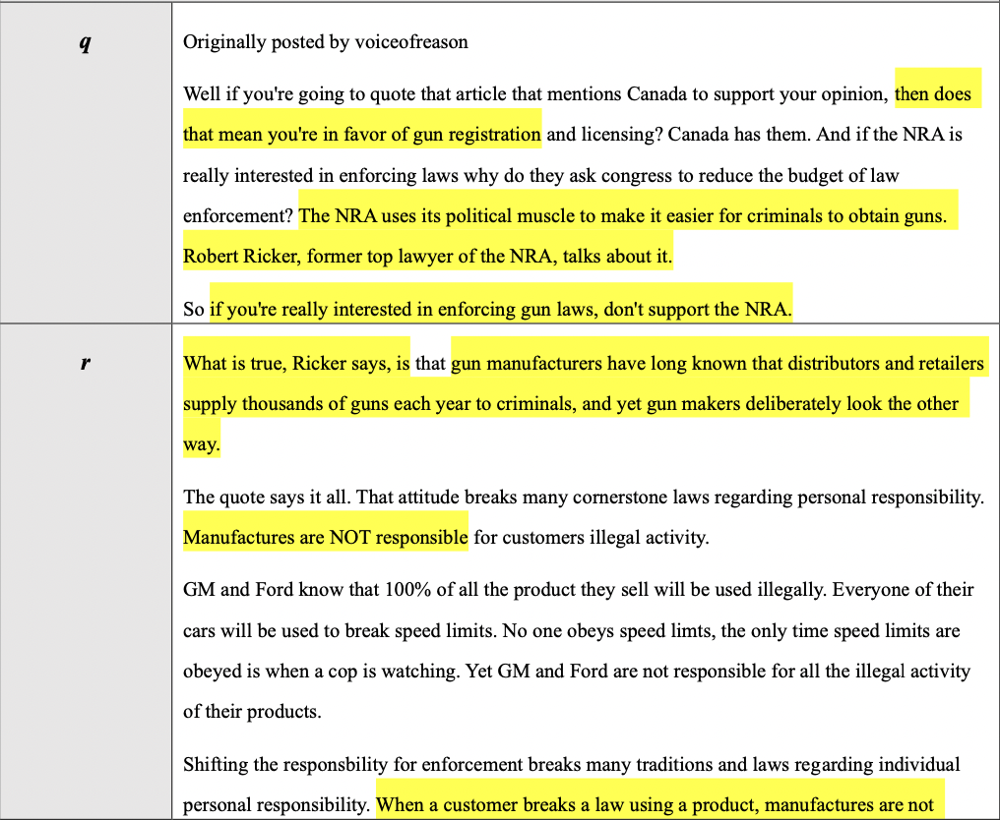 q
Originally posted by voiceofreason
Well if you're going to quote that article that mentions Canada to support your opinion, then does
that mean you're in favor of gun registration and licensing? Canada has them. And if the NRA is
really interested in enforcing laws why do they ask congress to reduce the budget of law
enforcement? The NRA uses its political muscle to make it easier for criminals to obtain guns.
Robert Ricker, former top lawyer of the NRA, talks about it.
So if you're really interested in enforcing gun laws, don't support the NRA.
r
What is true, Ricker says, is that gun manufacturers have long known that distributors and retailers
supply thousands of guns each year to criminals, and yet gun makers deliberately look the other
way.
The quote says it all. That attitude breaks many cornerstone laws regarding personal responsibility.
Manufactures are NOT responsible for customers illegal activity.
GM and Ford know that 100% of all the product they sell will be used illegally. Everyone of their
cars will be used to break speed limits. No one obeys speed limts, the only time speed limits are
obeyed is when a cop is watching. Yet GM and Ford are not responsible for all the illegal activity
of their products.
Shifting the responsbility for enforcement breaks many traditions and laws regarding individual
personal responsibility. When a customer breaks a law using a product, manufactures are not